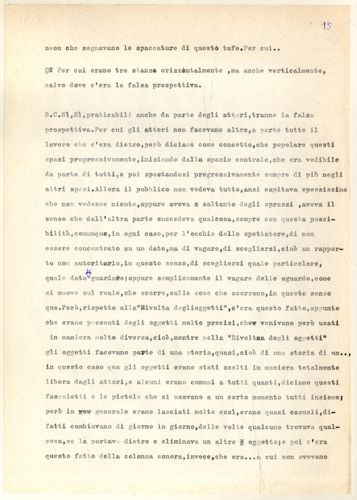 15
neon che segnavano le spaccature di questo tufo.Per cui..
Per cui erano tre stanze orizzontalmente ,ma anche verticalmente,
salvo dove c'era la falsa prospettiva.
S.C.Sì,Sì,praticabili anche da parte degli attori,tranne la falsa
prospettiva.Per cui gli attori non facevano altro,a parte tutto il
lavoro che c'era dietro,però diciamo come concetto,che popolare questi
spazi progressivamente,iniziando dallo spazio centrale,che era vedibile
da parte di tutti,e poi spostandosi progressivamente sempre di più negli
altri spazi.Allora il pubblico non vedeva tutto,anzi capitava spessissimo
che non vedesse niente,oppure aveva soltanto degli sprazzi ,aveva il
senso che dall'altra parte succedeva qualcosa,sempre con questa possi-
bilità,comunque,in ogni caso,per l'occhio dello spettatore,di non
essere concentrato su un dato,ma di vagare,di scegliersi,cioè un rappor-
to non autoritario,in questo senso,di scegliersi quale particolare,
quale dato guardare;oppure semplicemente il vagare dello sguardo,come
si muove sul reale,che scorre,sulle cose che scorrono,in questo senso
qua.Però,rispetto alla"Rivolta deglioggetti",c'era questo fatto,appunto
che erano presenti degli oggetti molto precisi,che venivano però usati
in maniera molto diversa,cioè,mentre nella "Rivoltna degli oggetti"
gli oggetti facevano parte di una storia,quasi,cioè di una storia di un..,
in questo caso qua gli oggetti erano stati scelti in maniera totalmente
libera dagli attori,e alcuni erano comuni a tutti quanti,diciamo questi
fazzoletti e le pistole che si usavano a un certo momento tutti insieme;
però in generale erano lasciati molto così,erano quasi casuali,di-
fatti cambiavano di giorno in giorno,delle volte qualcuno trovava qual-
cosa,se la portava dietro e eliminava un altro oggetto;e poi c'era
questo fatto della colonna sonora,invece,che era...a cui non avevamo